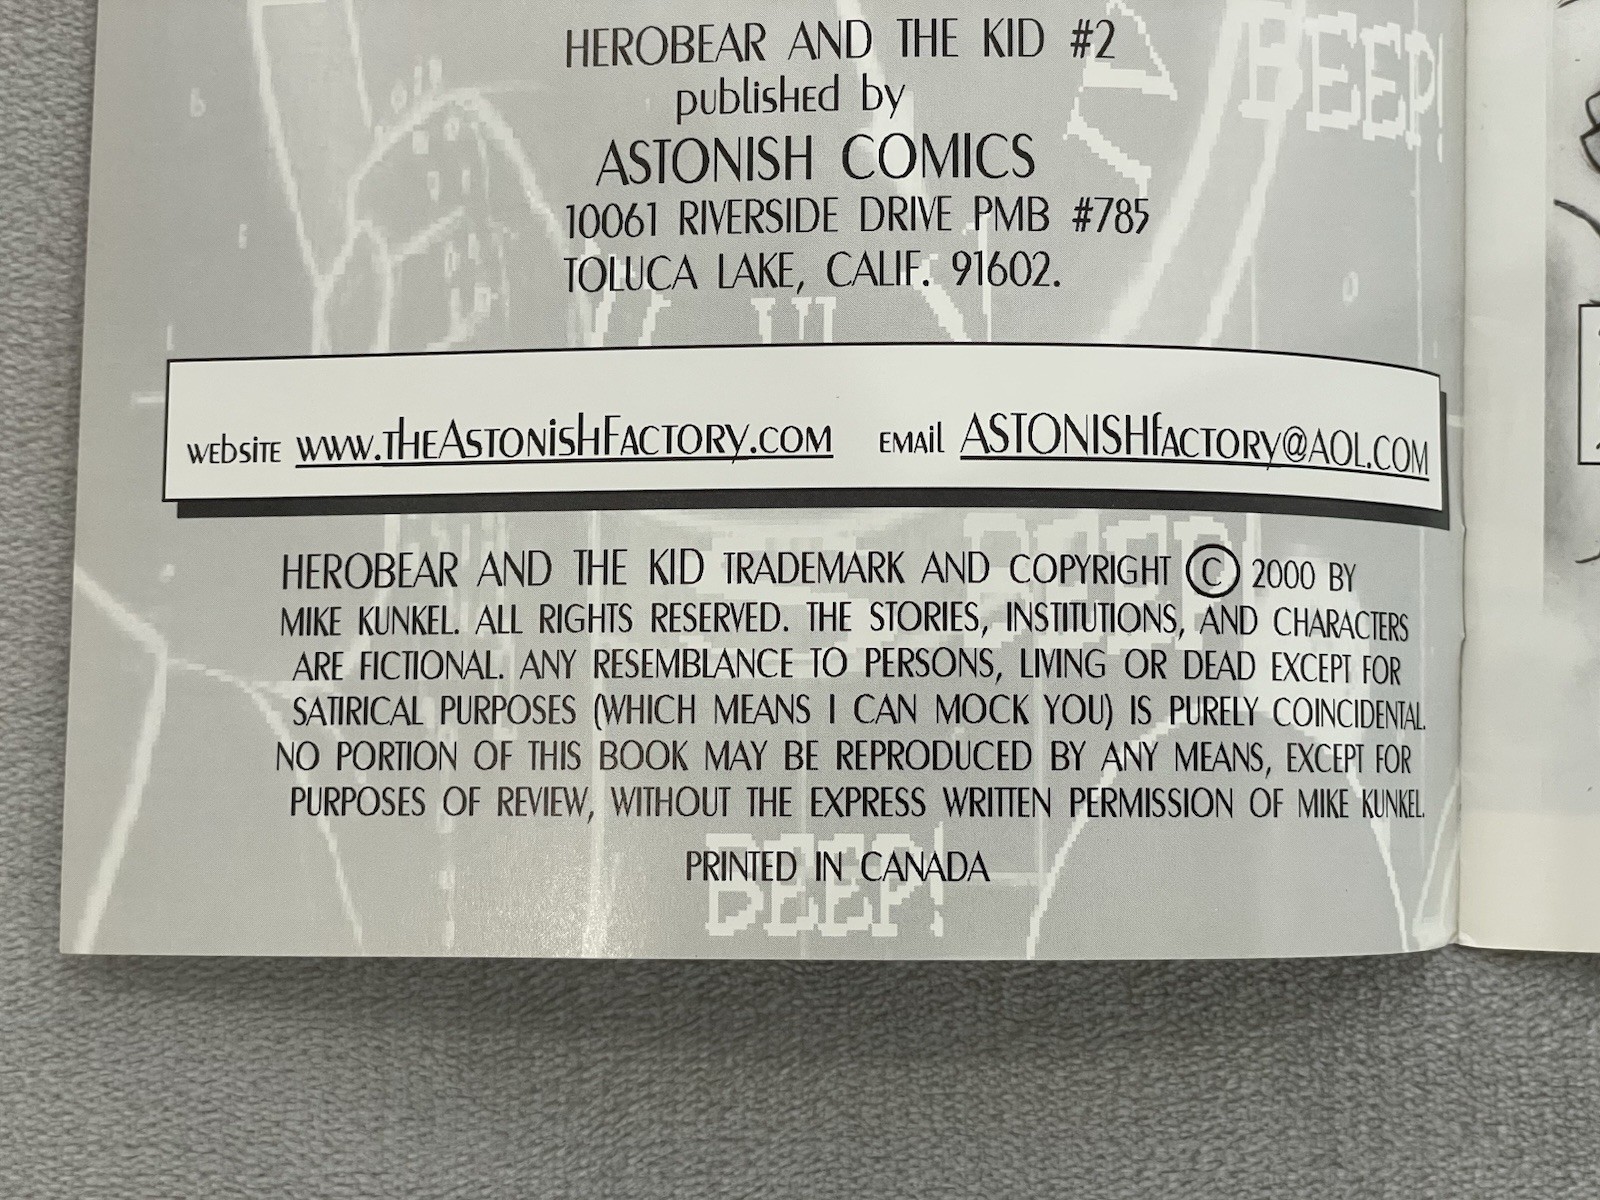 HEROBEAR AND THE KID #2
publisHEd by
ASTONISH COMICS
10061 RIVERSIDE DRIVE PMB #785
TOLUCA LAKE, CALIF. 91602.
BEEP!
WEbsiTE www.THEASTONisHFACTORY.COM EMAil ASTONISHfACTORY@AOL.COM
HEROBEAR AND THE KID TRADEMARK AND COPYRIGHT © 2000 BY
MIKE KUNKEL. ALL RIGHTS RESERVED. THE STORIES, INSTITUTIONS, AND CHARACTERS
ARE FICTIONAL. ANY RESEMBLANCE TO PERSONS, LIVING OR DEAD EXCEPT FOR
SATIRICAL PURPOSES (WHICH MEANS I CAN MOCK YOU) IS PURELY COINCIDENTAL.
NO PORTION OF THIS BOOK MAY BE REPRODUCED BY ANY MEANS, EXCEPT FOR
PURPOSES OF REVIEW, WITHOUT THE EXPRESS WRITTEN PERMISSION OF MIKE KUNKEL.
PRINTED IN CANADA
BEEP!